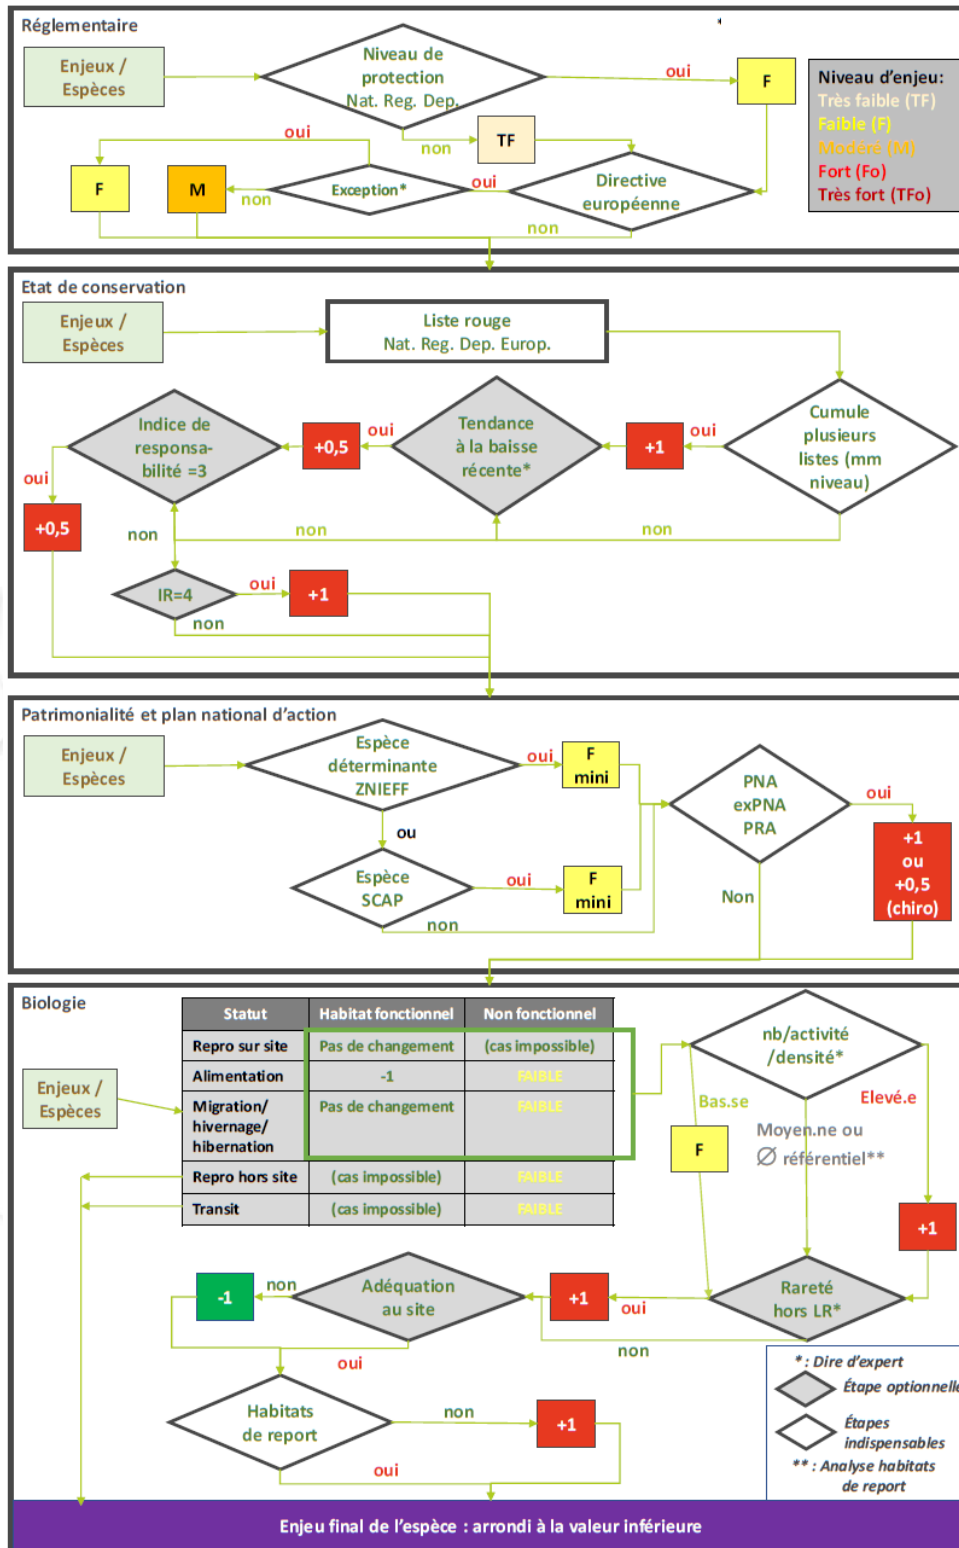 Réglementaire
*
Enjeux /
Espèces
Niveau de
protection
Nat. Reg. Dep.
oui
F
Niveau d'enjeu:
Très faible (TF)
Faible (F)
Modéré (M)
Fort (Fo)
Très fort (TFo)
oui
non
TF
F
M
non
Exception*
oui
Directive
européenne
non
Etat de conservation
Enjeux /
Espèces
Liste rouge
Nat. Reg. Dep. Europ.
Indice de
responsa-
bilité =3
oui
+0,5
oui
Tendance
à la baisse
récente*
+1
oui
Cumule
plusieurs
listes (mm
niveau)
+0,5
non
non
non
IR=4
oui
+1
non
Patrimonialité et plan national d'action
Enjeux /
Espèces
Espèce
déterminante
ZNIEFF
oui
F
mini
ou
Espèce
SCAP
oui
F
mini
non
PNA
exPNA
PRA
oui
+1
ou
+0,5
(chiro)
Non
Biologie
Enjeux /
Espèces
Statut Habitat fonctionnel Non fonctionnel
Repro sur site Pas de changement (cas impossible)
Alimentation -1 FAIBLE
Migration/ Pas de changement FAIBLE
hivernage/
hibernation
Repro hors site (cas impossible) FAIBLE
Transit (cas impossible) FAIBLE
nb/activité
/densité*
Bas.se
Elevé.e
F
Moyen.ne ou
∅ référentiel**
+1
-1
non
Adéquation
au site
+1
oui
Rareté
hors LR*
non
oui
Habitats
de report
non
+1
oui
* : Dire d'expert
Étape optionnelle
Étapes
indispensables
** : Analyse habitats
de report
Enjeu final de l'espèce : arrondi à la valeur inférieure